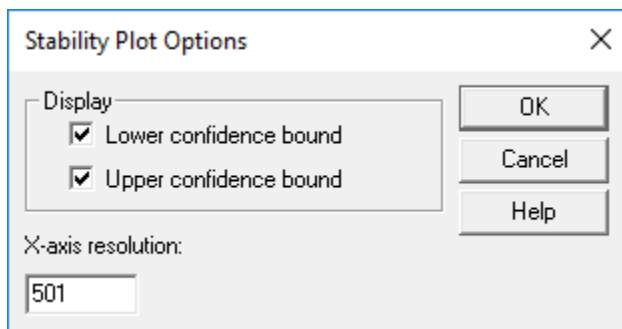 Stability Plot Options
Display
Lower confidence bound
Upper confidence bound
X-axis resolution:
501
OK
Cancel
Help